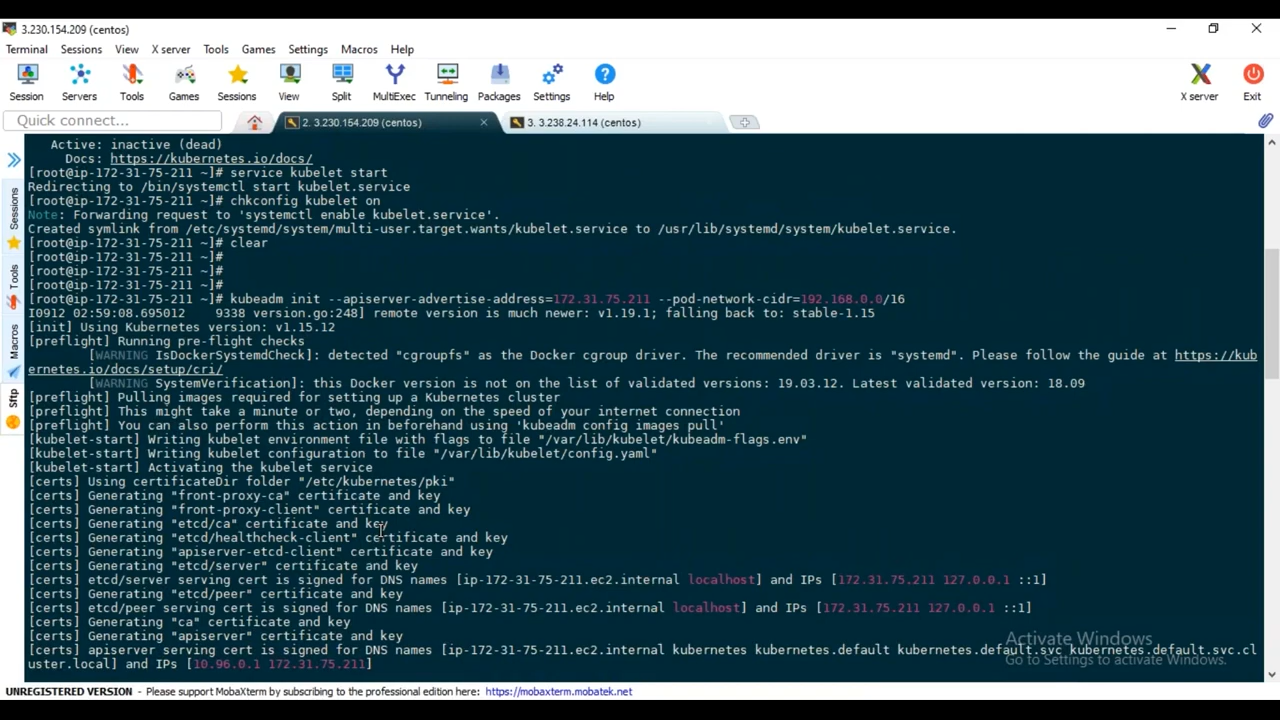 3.230.154.209 (centos)
Terminal Sessions View X server Tools Games Settings Macros Help
Session Servers Tools Games Sessions View Split MultiExec Tunneling Packages Settings Help X server Exit
Quick connect...
2. 3.230.154.209 (centos)
3. 3.238.24.114 (centos)
Sessions
Tools
Macros
Sftp
Active: inactive (dead)
Docs: https://kubernetes.io/docs/
[root@ip-172-31-75-211 ~]# service kubelet start
Redirecting to /bin/systemctl start kubelet.service
[root@ip-172-31-75-211 ~]# chkconfig kubelet on
Note: Forwarding request to 'systemctl enable kubelet.service'.
Created symlink from /etc/systemd/system/multi-user.target.wants/kubelet.service to /usr/lib/systemd/system/kubelet.service.
[root@ip-172-31-75-211 ~]# clear
[root@ip-172-31-75-211 ~]#
[root@ip-172-31-75-211 ~]#
[root@ip-172-31-75-211 ~]#
[root@ip-172-31-75-211 ~]# kubeadm init --apiserver-advertise-address=172.31.75.211 --pod-network-cidr=192.168.0.0/16
I0912 02:59:08.695012    9338 version.go:248] remote version is much newer: v1.19.1; falling back to: stable-1.15
[init] Using Kubernetes version: v1.15.12
[preflight] Running pre-flight checks
[WARNING IsDockerSystemdCheck]: detected "cgroupfs" as the Docker cgroup driver. The recommended driver is "systemd". Please follow the guide at https://kub
ernetes.io/docs/setup/cri/
[WARNING SystemVerification]: this Docker version is not on the list of validated versions: 19.03.12. Latest validated version: 18.09
[preflight] Pulling images required for setting up a Kubernetes cluster
[preflight] This might take a minute or two, depending on the speed of your internet connection
[preflight] You can also perform this action in beforehand using 'kubeadm config images pull'
[kubelet-start] Writing kubelet environment file with flags to file "/var/lib/kubelet/kubeadm-flags.env"
[kubelet-start] Writing kubelet configuration to file "/var/lib/kubelet/config.yaml"
[kubelet-start] Activating the kubelet service
[certs] Using certificateDir folder "/etc/kubernetes/pki"
[certs] Generating "front-proxy-ca" certificate and key
[certs] Generating "front-proxy-client" certificate and key
[certs] Generating "etcd/ca" certificate and key
[certs] Generating "etcd/healthcheck-client" certificate and key
[certs] Generating "apiserver-etcd-client" certificate and key
[certs] Generating "etcd/server" certificate and key
[certs] etcd/server serving cert is signed for DNS names [ip-172-31-75-211.ec2.internal localhost] and IPs [172.31.75.211 127.0.0.1 ::1]
[certs] Generating "etcd/peer" certificate and key
[certs] etcd/peer serving cert is signed for DNS names [ip-172-31-75-211.ec2.internal localhost] and IPs [172.31.75.211 127.0.0.1 ::1]
[certs] Generating "ca" certificate and key
[certs] Generating "apiserver" certificate and key
[certs] apiserver serving cert is signed for DNS names [ip-172-31-75-211.ec2.internal kubernetes kubernetes.default kubernetes.default.svc kubernetes.default.svc.cl
uster.local] and IPs [10.96.0.1 172.31.75.211]
Activate Windows
Go to Settings to activate Windows.
UNREGISTERED VERSION - Please support MobaXterm by subscribing to the professional edition here: https://mobaxterm.mobatek.net